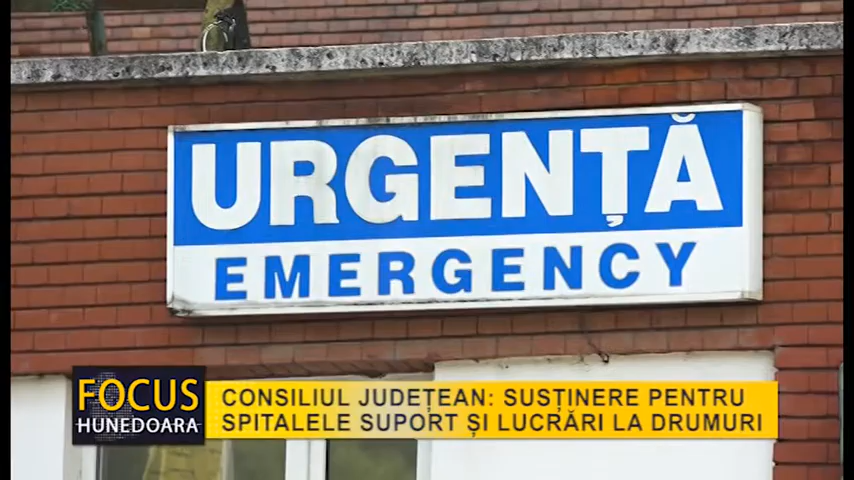 URGENȚĂ
EMERGENCY
FOCUS
HUNEDOARA
CONSILIUL JUDEȚEAN: SUSȚINERE PENTRU
SPITALELE SUPORT ȘI LUCRĂRI LA DRUMURI